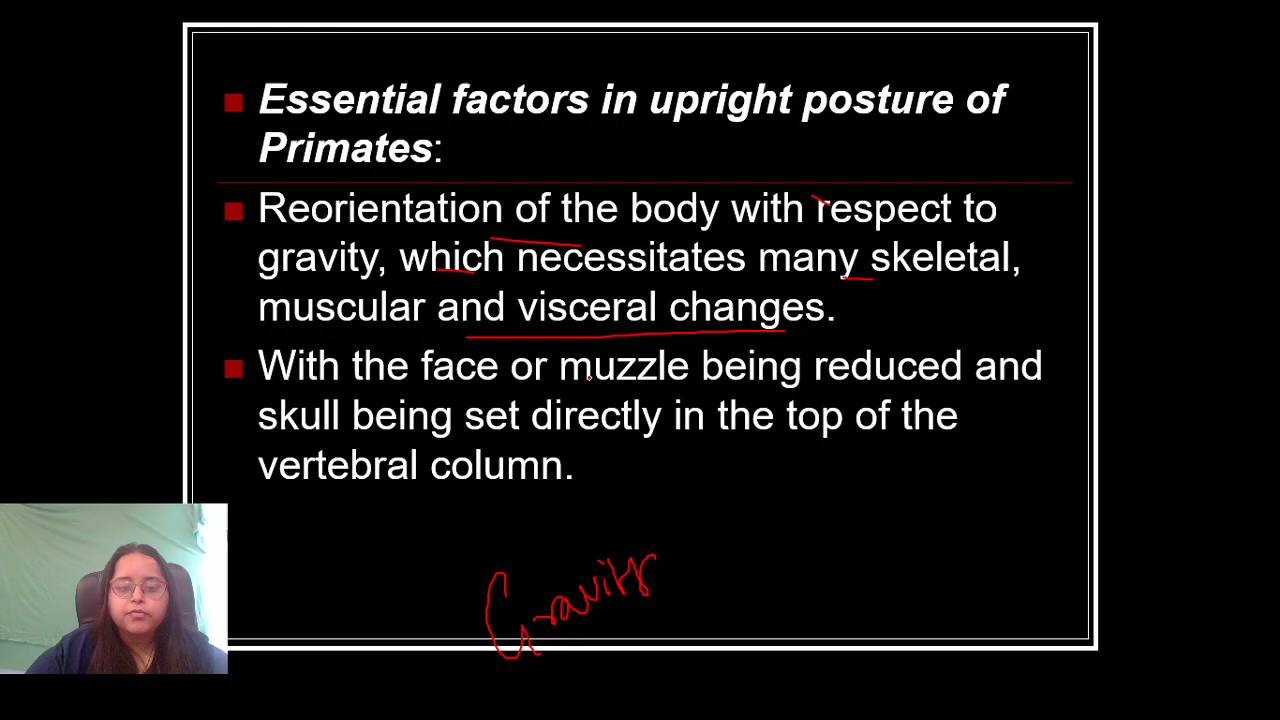 Essential factors in upright posture of
Primates:
Reorientation of the body with respect to
gravity, which necessitates many skeletal,
muscular and visceral changes.
With the face or muzzle being reduced and
skull being set directly in the top of the
vertebral column.
Gravity